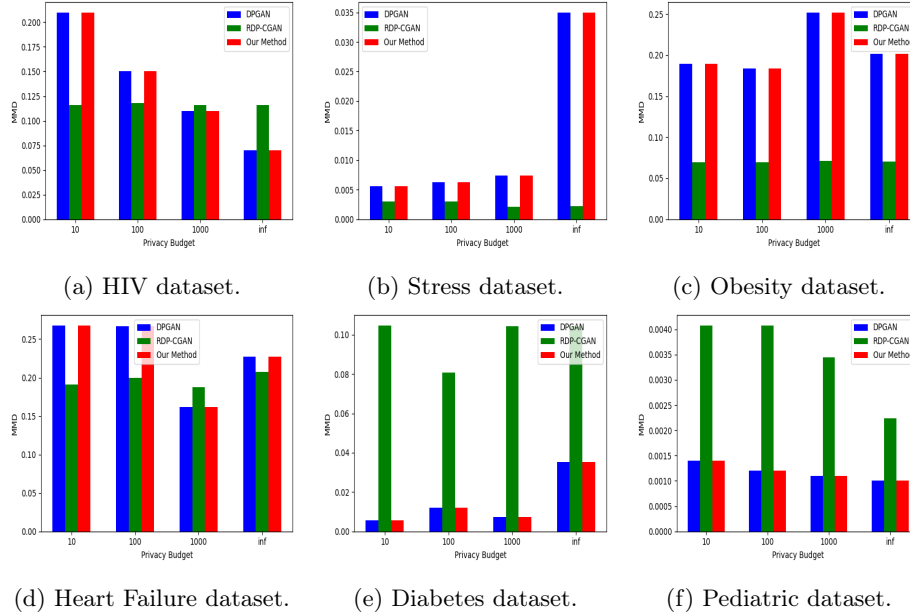 0.200
0.175
0.150
0.125
0.100
0.075
0.050
0.025
0.000
MMD
10 100 1000 inf
Privacy Budget
DPGAN
RDP-CGAN
Our Method
(a) HIV dataset.
0.035
0.030
0.025
0.020
0.015
0.010
0.005
0.000
MMD
10 100 1000 inf
Privacy Budget
DPGAN
RDP-CGAN
Our Method
(b) Stress dataset.
0.25
0.20
0.15
0.10
0.05
0.00
MMD
10 100 1000 inf
Privacy Budget
DPGAN
RDP-CGAN
Our Method
(c) Obesity dataset.
0.25
0.20
0.15
0.10
0.05
0.00
MMD
10 100 1000 inf
Privacy Budget
DPGAN
RDP-CGAN
Our Method
(d) Heart Failure dataset.
0.10
0.08
0.06
0.04
0.02
0.00
MMD
10 100 1000 inf
Privacy Budget
DPGAN
RDP-CGAN
Our Method
(e) Diabetes dataset.
0.0040
0.0035
0.0030
0.0025
0.0020
0.0015
0.0010
0.0005
0.0000
MMD
10 100 1000 inf
Privacy Budget
DPGAN
RDP-CGAN
Our Method
(f) Pediatric dataset.